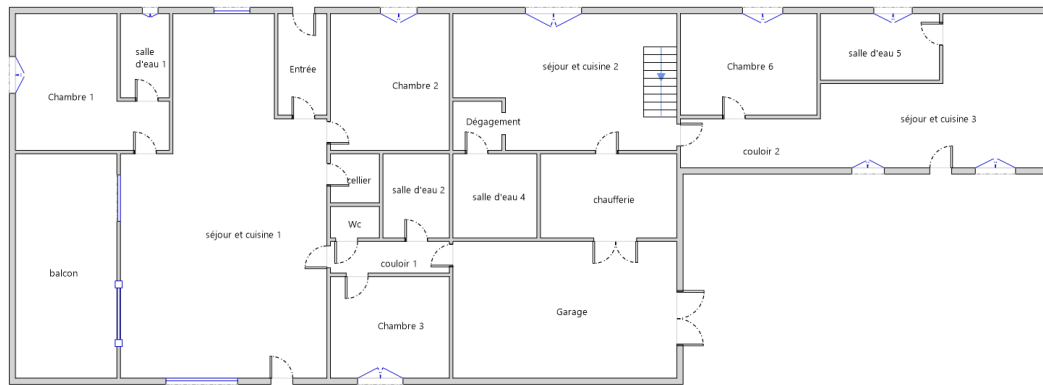 salle
d'eau 1
Chambre 1
Entrée
Chambre 2
séjour et cuisine 2
Chambre 6
salle d'eau 5
Dégagement
séjour et cuisine 3
couloir 2
cellier
salle d'eau 2
salle d'eau 4
chaufferie
Wc
séjour et cuisine 1
couloir 1
balcon
Garage
Chambre 3